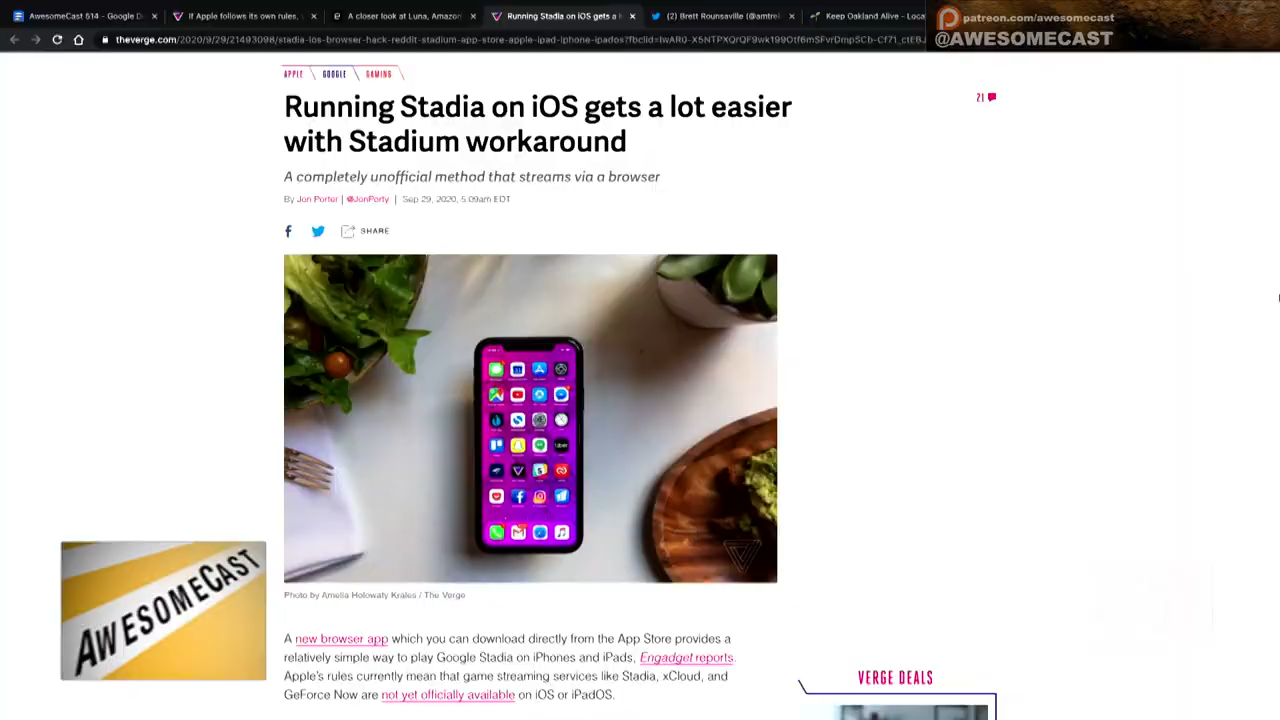 AwesomeCast 614 - Google D
If Apple follows its own rules,
A closer look at Luna, Amazon
Running Stadia on iOS gets a
(2) Brett Rounsaville (@amtrel
Keep Oakland Alive - Loca
patreon.com/awesomecast
@AWESOMECAST
APPLE
GOOGLE
GAMING
21
Running Stadia on iOS gets a lot easier
with Stadium workaround
A completely unofficial method that streams via a browser
By Jon Porter | @JonPorty | Sep 29, 2020, 5:09am EDT
SHARE
Photo by Amelia Holowaty Krales / The Verge
AWESOMECAST
A new browser app which you can download directly from the App Store provides a
relatively simple way to play Google Stadia on iPhones and iPads, Engadget reports.
Apple's rules currently mean that game streaming services like Stadia, xCloud, and
GeForce Now are not yet officially available on iOS or iPadOS.
VERGE DEALS